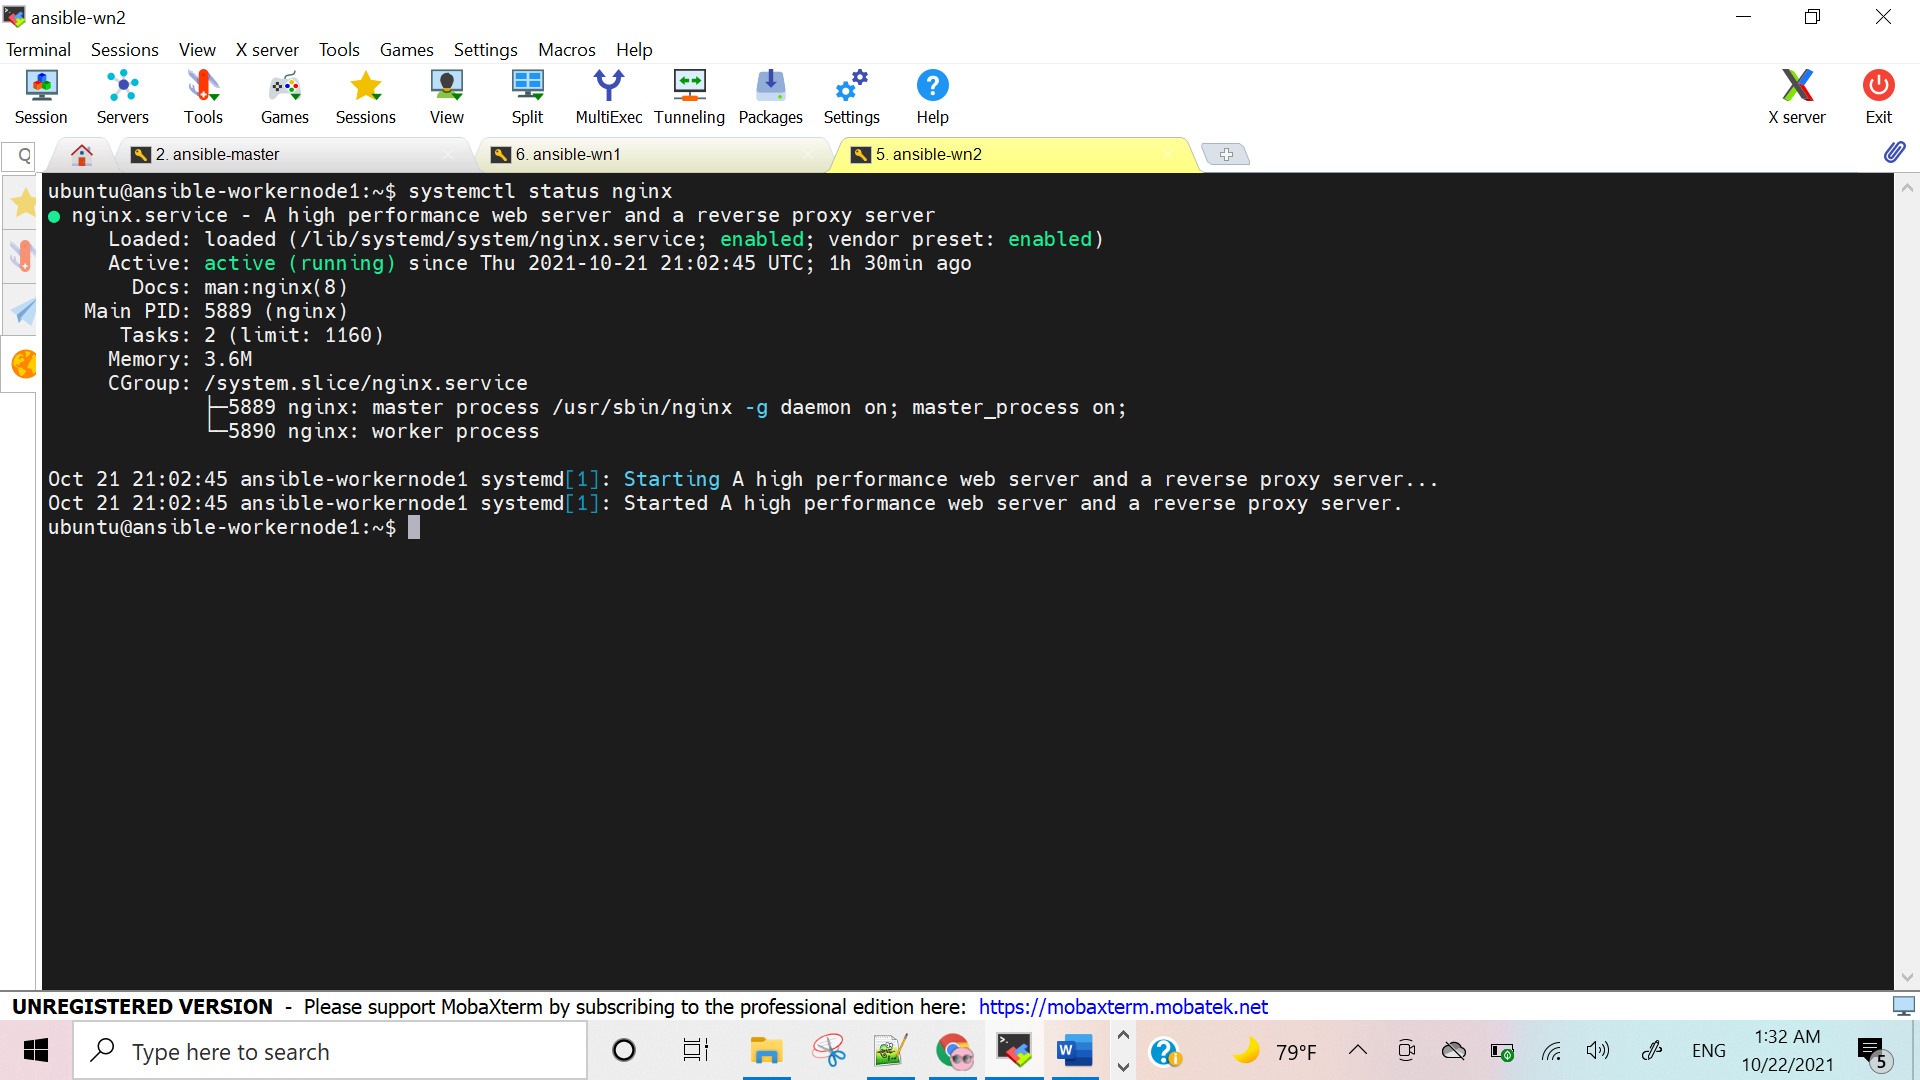 ansible-wn2
Terminal Sessions View X server Tools Games Settings Macros Help
Session Servers Tools Games Sessions View Split MultiExec Tunneling Packages Settings Help X server Exit
2. ansible-master 6. ansible-wn1 5. ansible-wn2
ubuntu@ansible-workernode1:~$ systemctl status nginx
● nginx.service - A high performance web server and a reverse proxy server
Loaded: loaded (/lib/systemd/system/nginx.service; enabled; vendor preset: enabled)
Active: active (running) since Thu 2021-10-21 21:02:45 UTC; 1h 30min ago
Docs: man:nginx(8)
Main PID: 5889 (nginx)
Tasks: 2 (limit: 1160)
Memory: 3.6M
CGroup: /system.slice/nginx.service
├─5889 nginx: master process /usr/sbin/nginx -g daemon on; master_process on;
└─5890 nginx: worker process
Oct 21 21:02:45 ansible-workernode1 systemd[1]: Starting A high performance web server and a reverse proxy server...
Oct 21 21:02:45 ansible-workernode1 systemd[1]: Started A high performance web server and a reverse proxy server.
ubuntu@ansible-workernode1:~$
UNREGISTERED VERSION - Please support MobaXterm by subscribing to the professional edition here: https://mobaxterm.mobatek.net
Type here to search
79°F
ENG
1:32 AM
10/22/2021
5